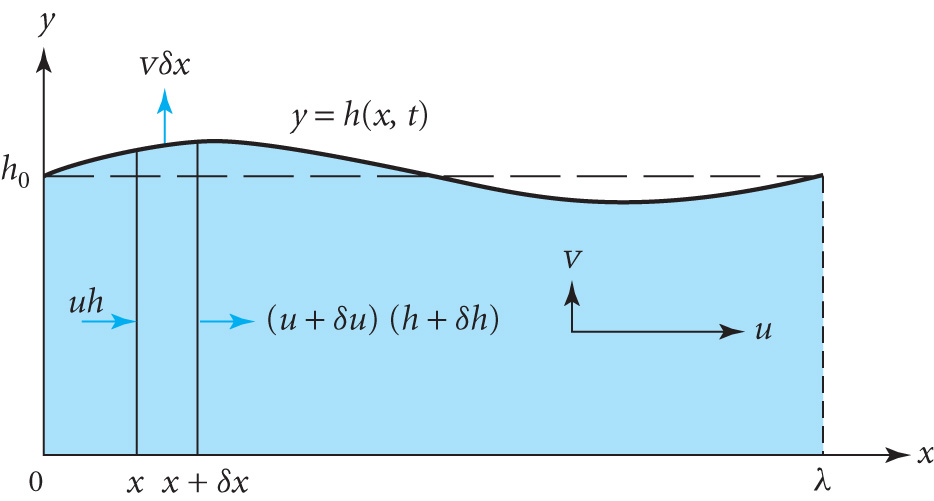 y
vδx
y = h(x, t)
h₀
v
uh
(u + δu) (h + δh)
u
x
0
x
x + δx
λ